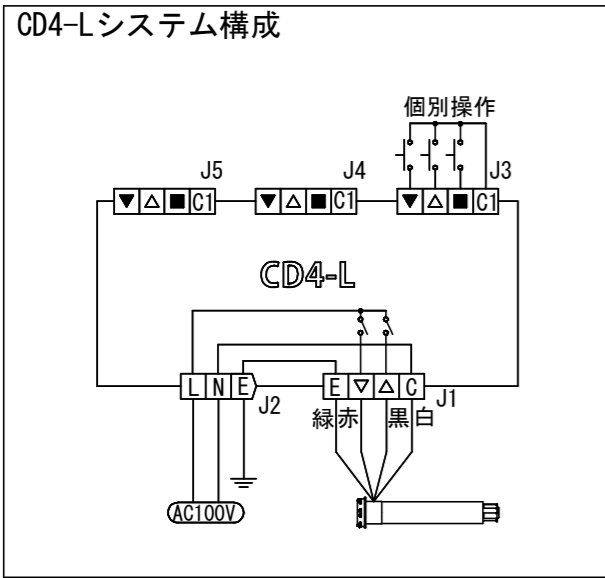 CD4-Lシステム構成
個別操作
J5 J4 J3
▼ △ ■ C1 ▼ △ ■ C1 ▼ △ ■ C1
CD4-L
L N E E ▽ △ C
J2 J1
緑 赤 黒 白
AC100V